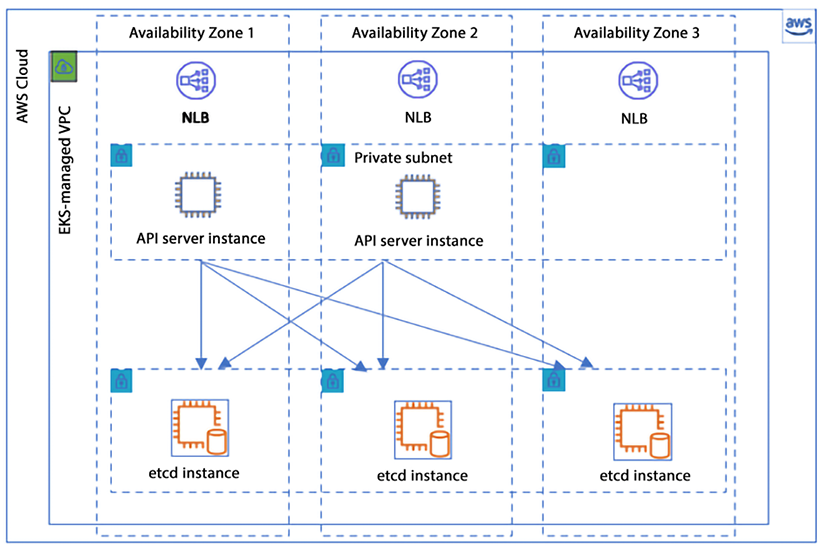 Availability Zone 1
Availability Zone 2
Availability Zone 3
aws
AWS Cloud
EKS-managed VPC
NLB
NLB
NLB
Private subnet
API server instance
API server instance
etcd instance
etcd instance
etcd instance